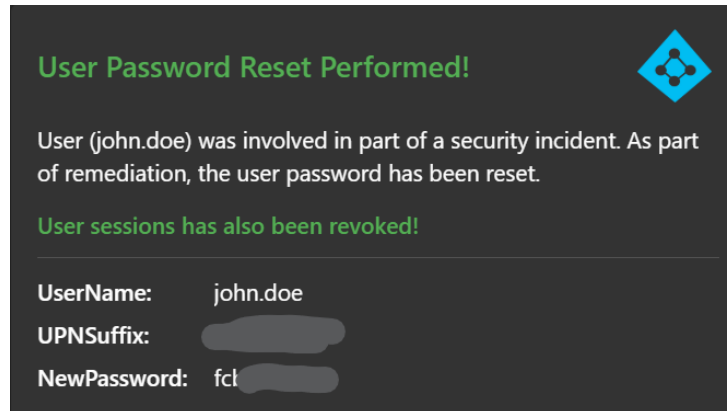 User Password Reset Performed!
User (john.doe) was involved in part of a security incident. As part
of remediation, the user password has been reset.
User sessions has also been revoked!
UserName: john.doe
UPNSuffix:
NewPassword: